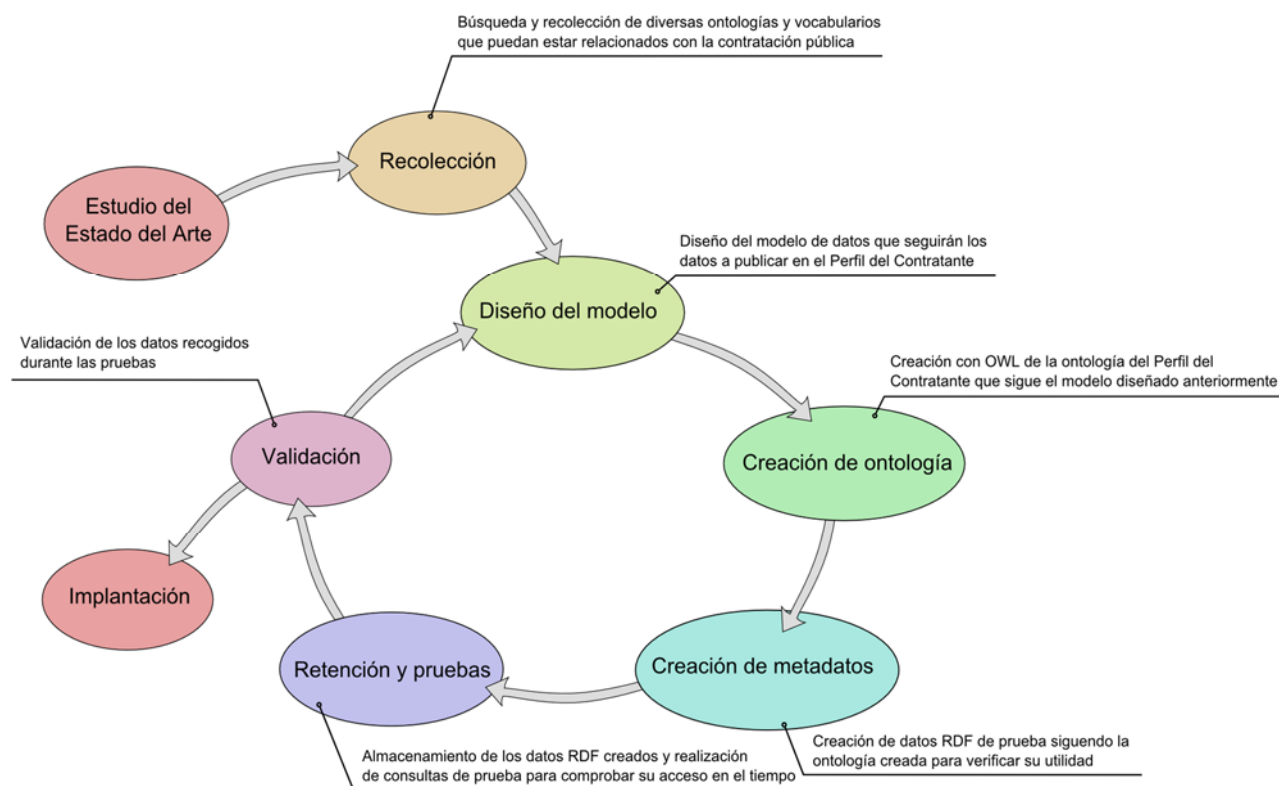 Búsqueda y recolección de diversas ontologías y vocabularios
que puedan estar relacionados con la contratación pública
Recolección
Estudio del
Estado del Arte
Diseño del modelo de datos que seguirán los
datos a publicar en el Perfil del Contratante
Diseño del modelo
Validación de los datos recogidos
durante las pruebas
Creación con OWL de la ontología del Perfil del
Contratante que sigue el modelo diseñado anteriormente
Validación
Creación de ontología
Implantación
Retención y pruebas
Creación de metadatos
Almacenamiento de los datos RDF creados y realización
de consultas de prueba para comprobar su acceso en el tiempo
Creación de datos RDF de prueba siguendo la
ontología creada para verificar su utilidad